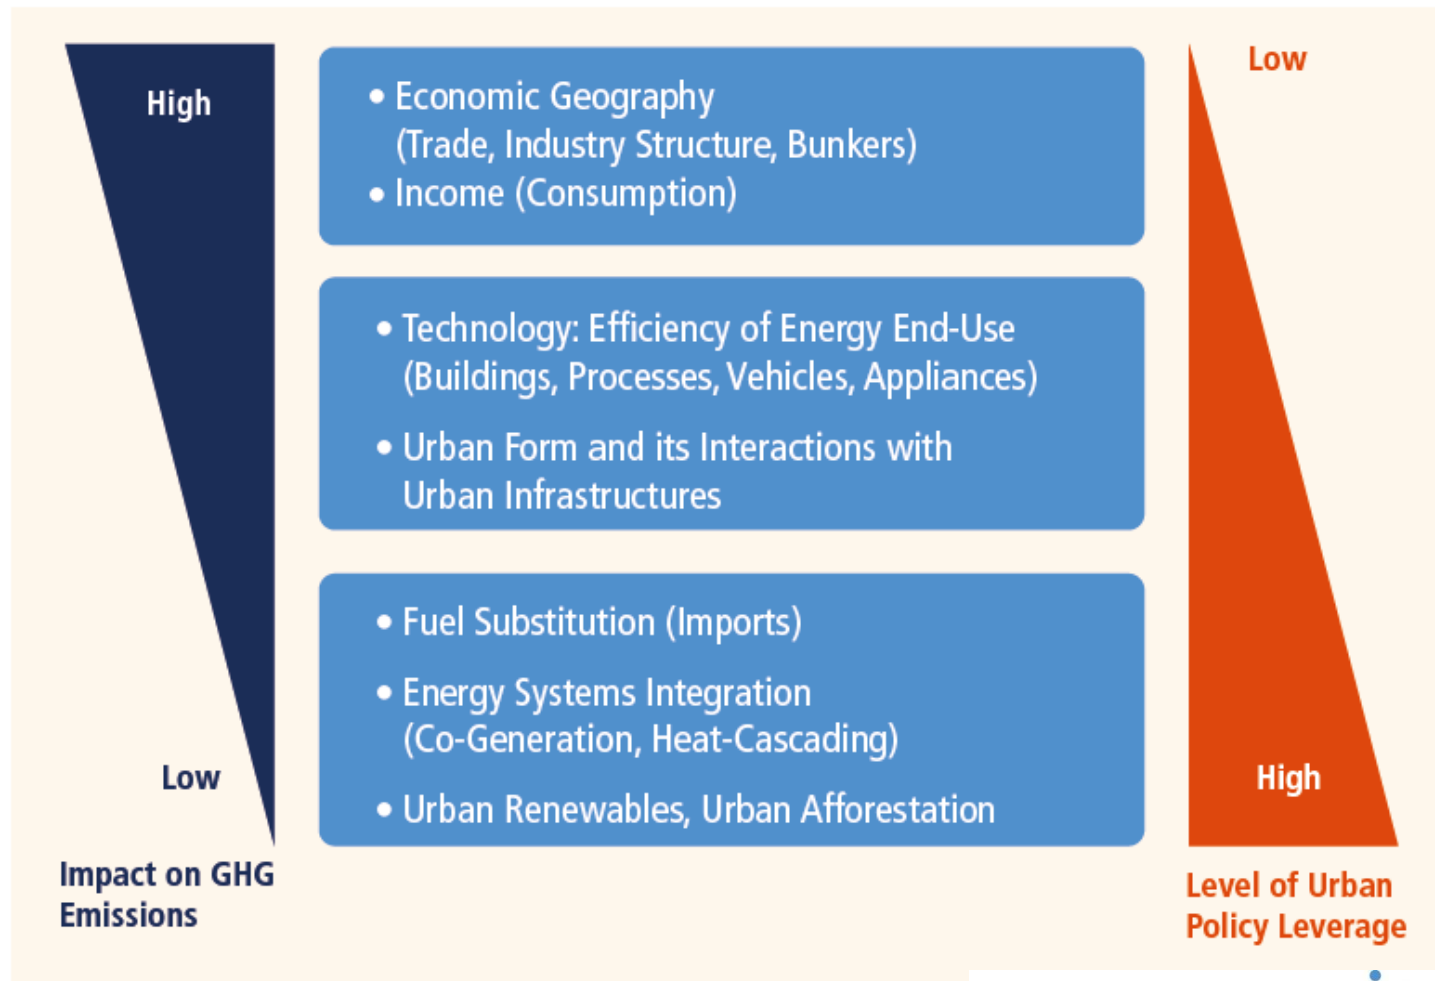 High
Low
Impact on GHG
Emissions
• Economic Geography
(Trade, Industry Structure, Bunkers)
• Income (Consumption)
• Technology: Efficiency of Energy End-Use
(Buildings, Processes, Vehicles, Appliances)
• Urban Form and its Interactions with
Urban Infrastructures
• Fuel Substitution (Imports)
• Energy Systems Integration
(Co-Generation, Heat-Cascading)
• Urban Renewables, Urban Afforestation
Low
High
Level of Urban
Policy Leverage